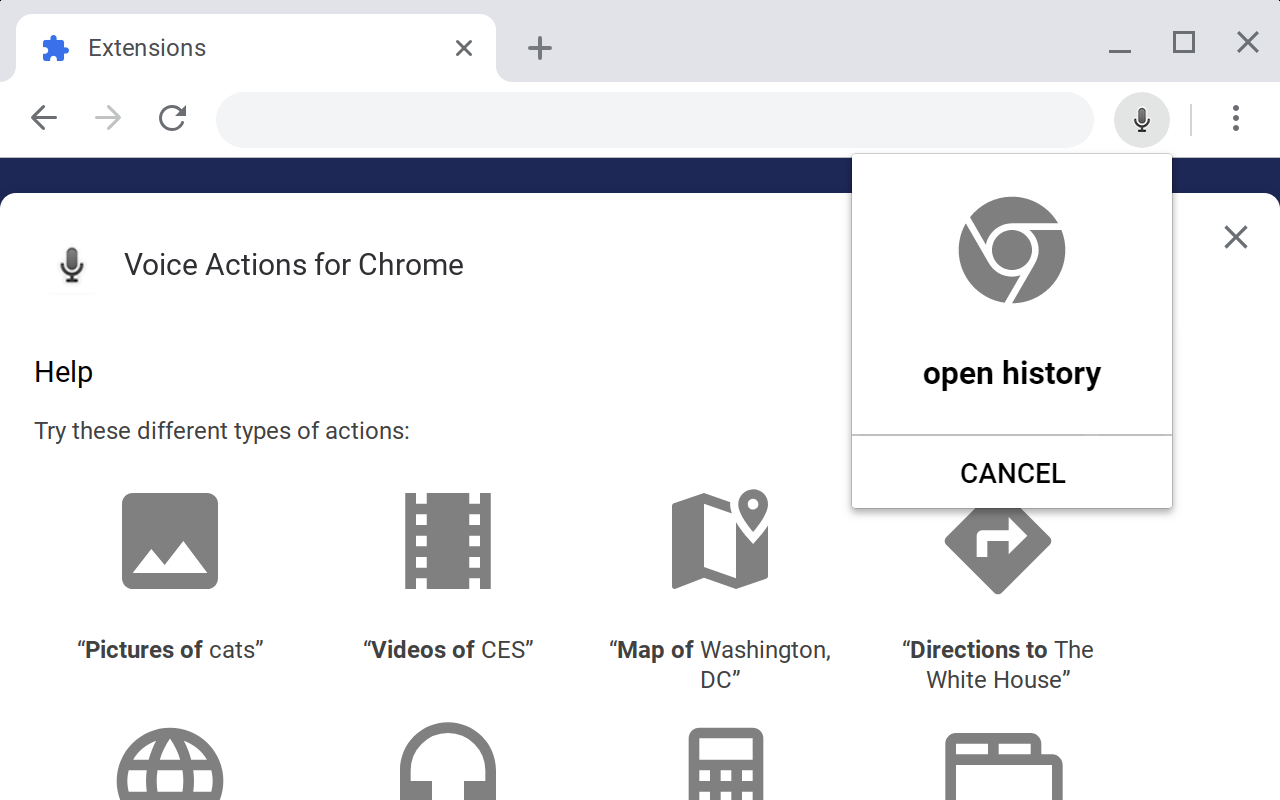 Extensions
Voice Actions for Chrome
open history
CANCEL
Help
Try these different types of actions:
“Pictures of cats”
“Videos of CES”
“Map of Washington,
DC”
“Directions to The
White House”